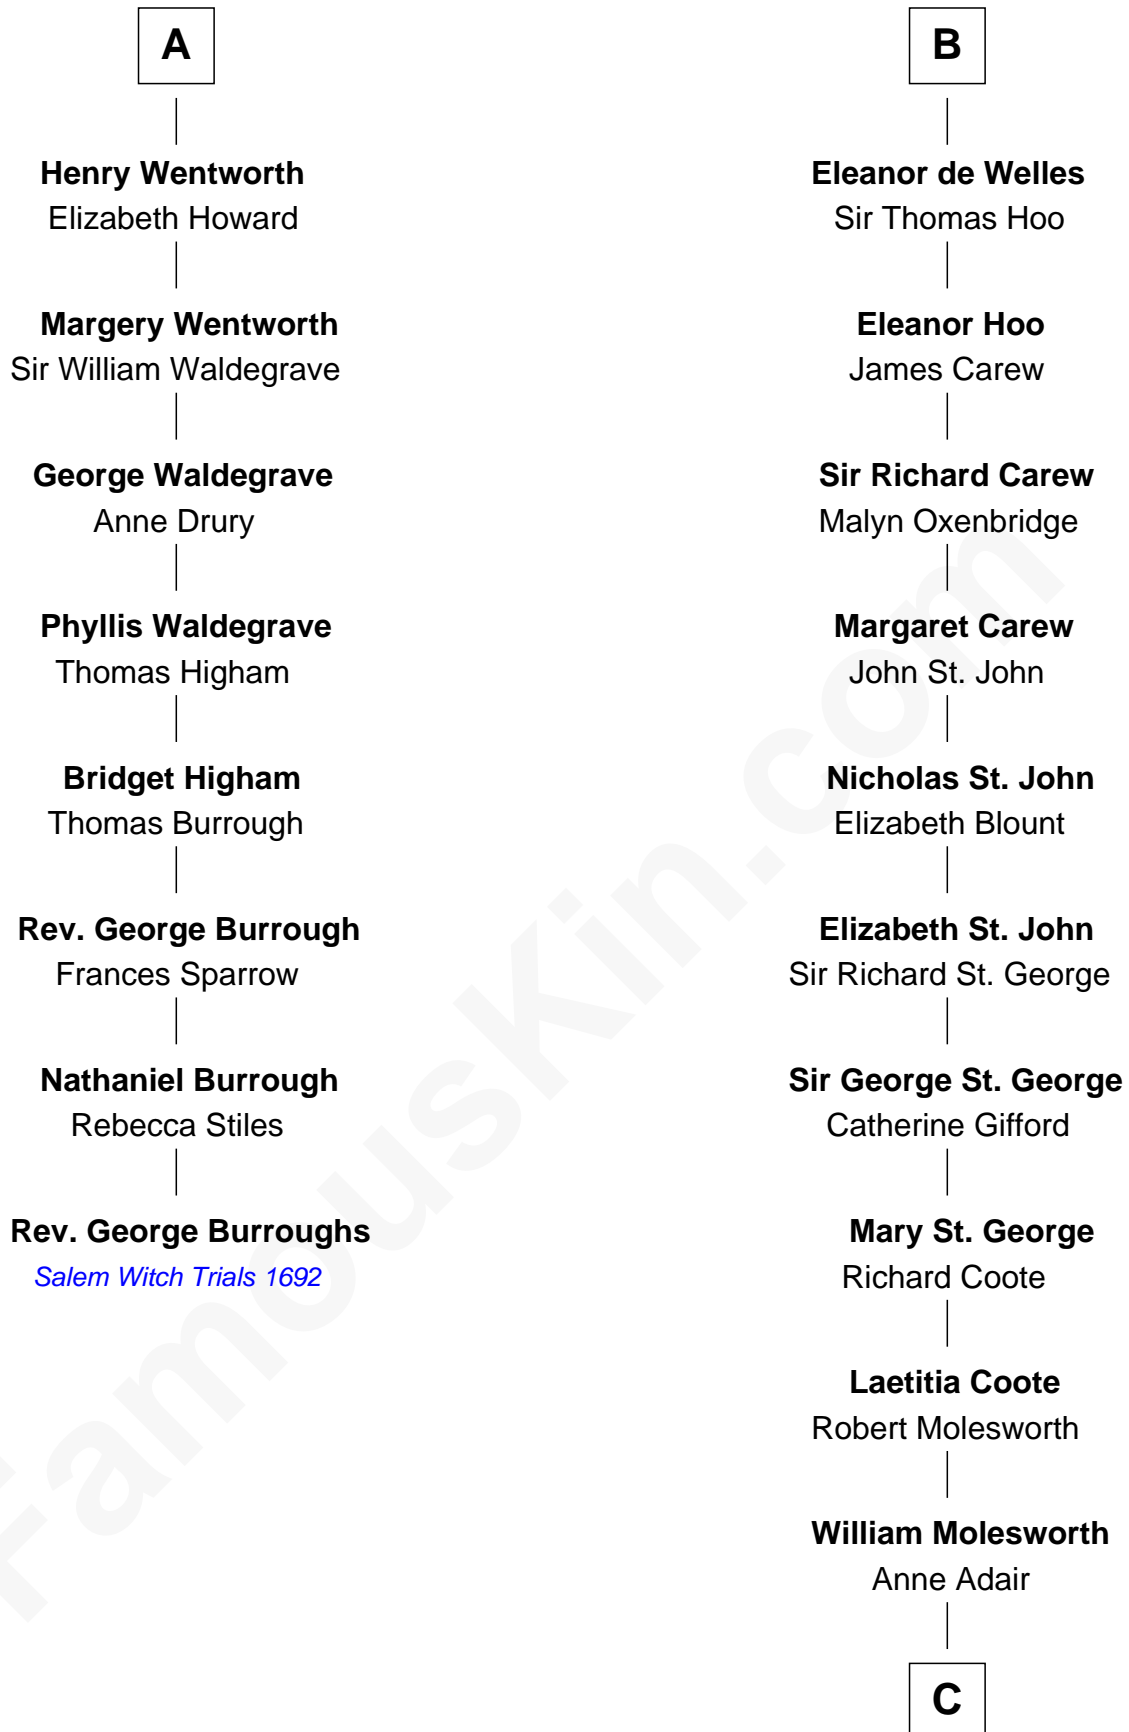 A
Henry Wentworth
Elizabeth Howard
Margery Wentworth
Sir William Waldegrave
George Waldegrave
Anne Drury
Phyllis Waldegrave
Thomas Higham
Bridget Higham
Thomas Burrough
Rev. George Burrough
Frances Sparrow
Nathaniel Burrough
Rebecca Stiles
Rev. George Burroughs
Salem Witch Trials 1692
B
Eleanor de Welles
Sir Thomas Hoo
Eleanor Hoo
James Carew
Sir Richard Carew
Malyn Oxenbridge
Margaret Carew
John St. John
Nicholas St. John
Elizabeth Blount
Elizabeth St. John
Sir Richard St. George
Sir George St. George
Catherine Gifford
Mary St. George
Richard Coote
Laetitia Coote
Robert Molesworth
William Molesworth
Anne Adair
C
FamousKin.com